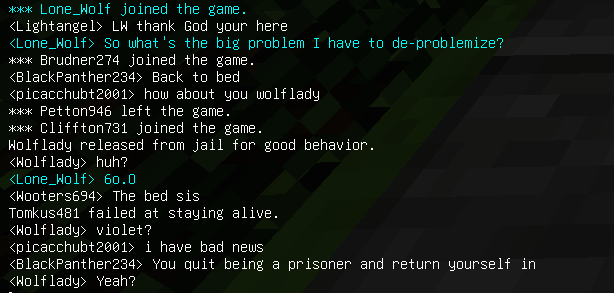 *** Lone_Wolf joined the game.
<Lightangel> LW thank God your here
<Lone_Wolf> So what's the big problem I have to de-problemize?
*** Brudner274 joined the game.
<BlackPanther234> Back to bed
<picacchubt2001> how about you wolflady
*** Petton946 left the game.
*** Cliffton731 joined the game.
Wolflady released from jail for good behavior.
<Wolflady> huh?
<Lone_Wolf> 6o.O
<Wooters694> The bed sis
Tomkus481 failed at staying alive.
<Wolflady> violet?
<picacchubt2001> i have bad news
<BlackPanther234> You quit being a prisoner and return yourself in
<Wolflady> Yeah?